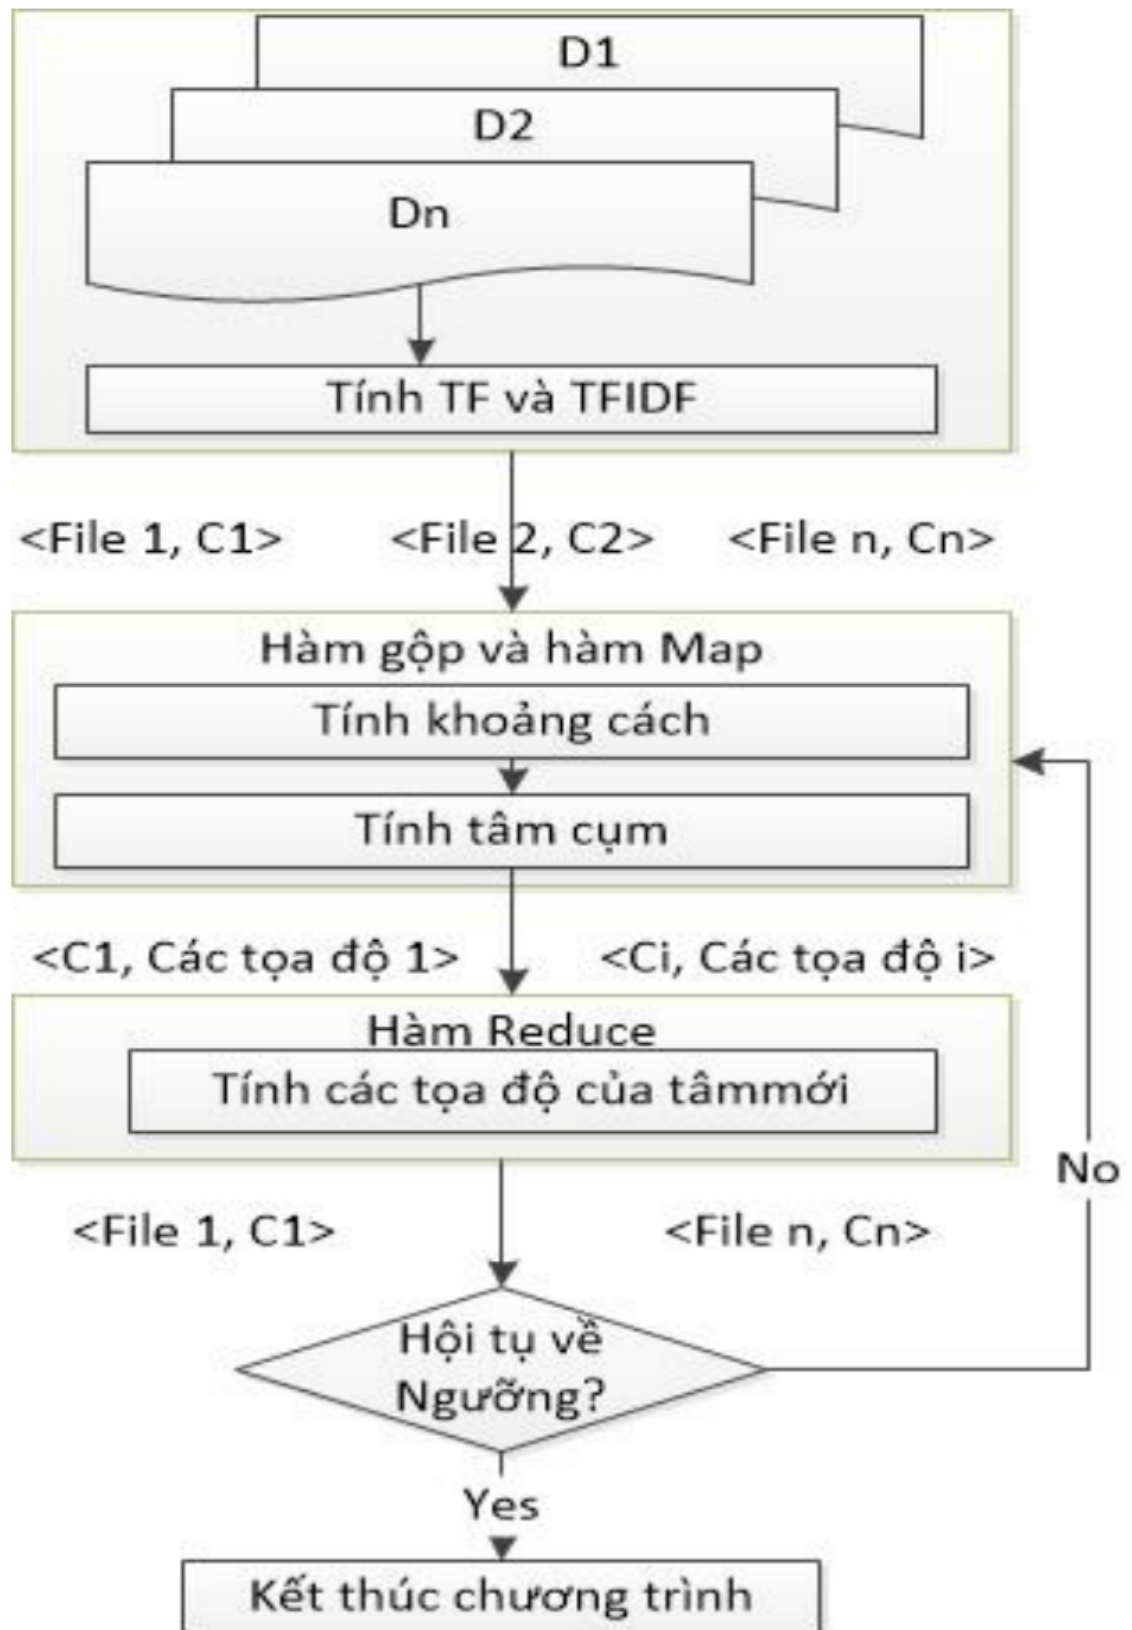 D1
D2
Dn
Tính TF và TFIDF
<File 1, C1> <File 2, C2> <File n, Cn>
Hàm gộp và hàm Map
Tính khoảng cách
Tính tâm cụm
<C1, Các tọa độ 1> <Ci, Các tọa độ i>
Hàm Reduce
Tính các tọa độ của tâmmới
No
<File 1, C1> <File n, Cn>
Hội tụ về
Ngưỡng?
Yes
Kết thúc chương trình